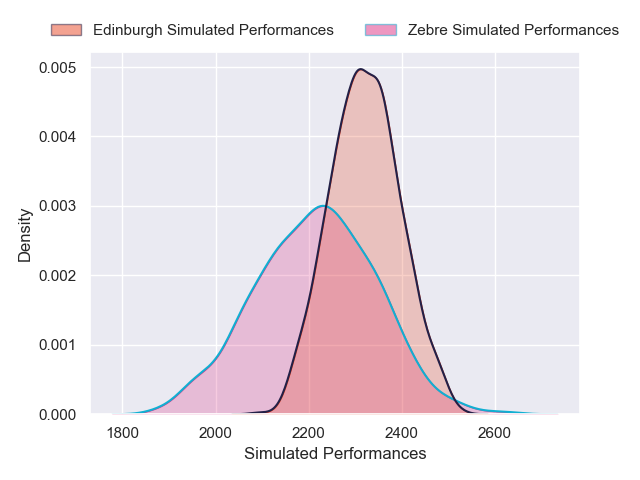 Edinburgh Simulated Performances
Zebre Simulated Performances
0.005
0.004
0.003
0.002
0.001
0.000
Density
1800 2000 2200 2400 2600
Simulated Performances